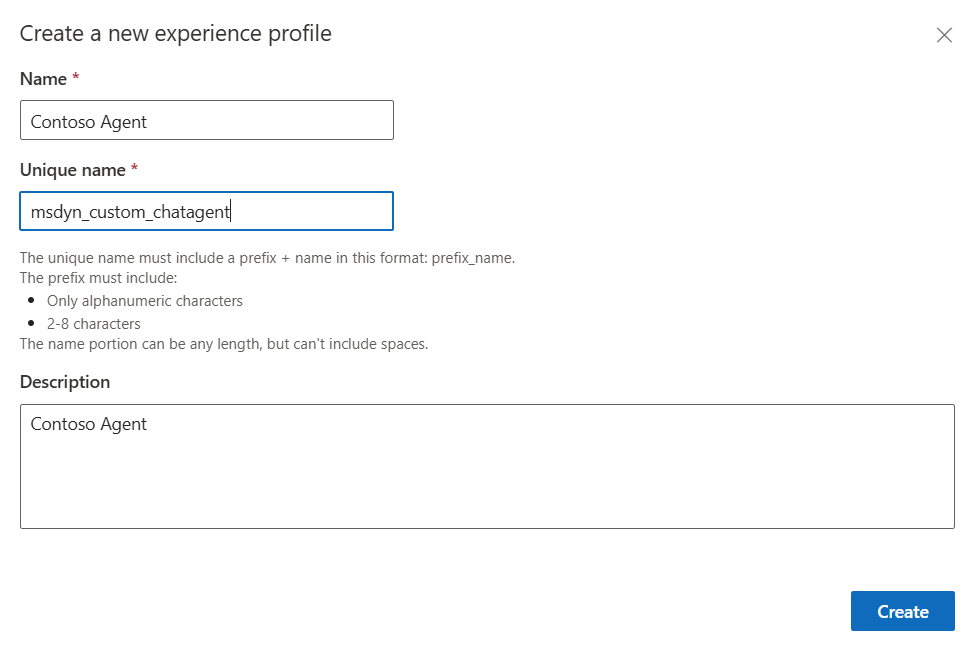 Create a new experience profile
Name *
Contoso Agent
Unique name *
msdyn_custom_chatagent
The unique name must include a prefix + name in this format: prefix_name.
The prefix must include:
• Only alphanumeric characters
• 2-8 characters
The name portion can be any length, but can't include spaces.
Description
Contoso Agent
Create